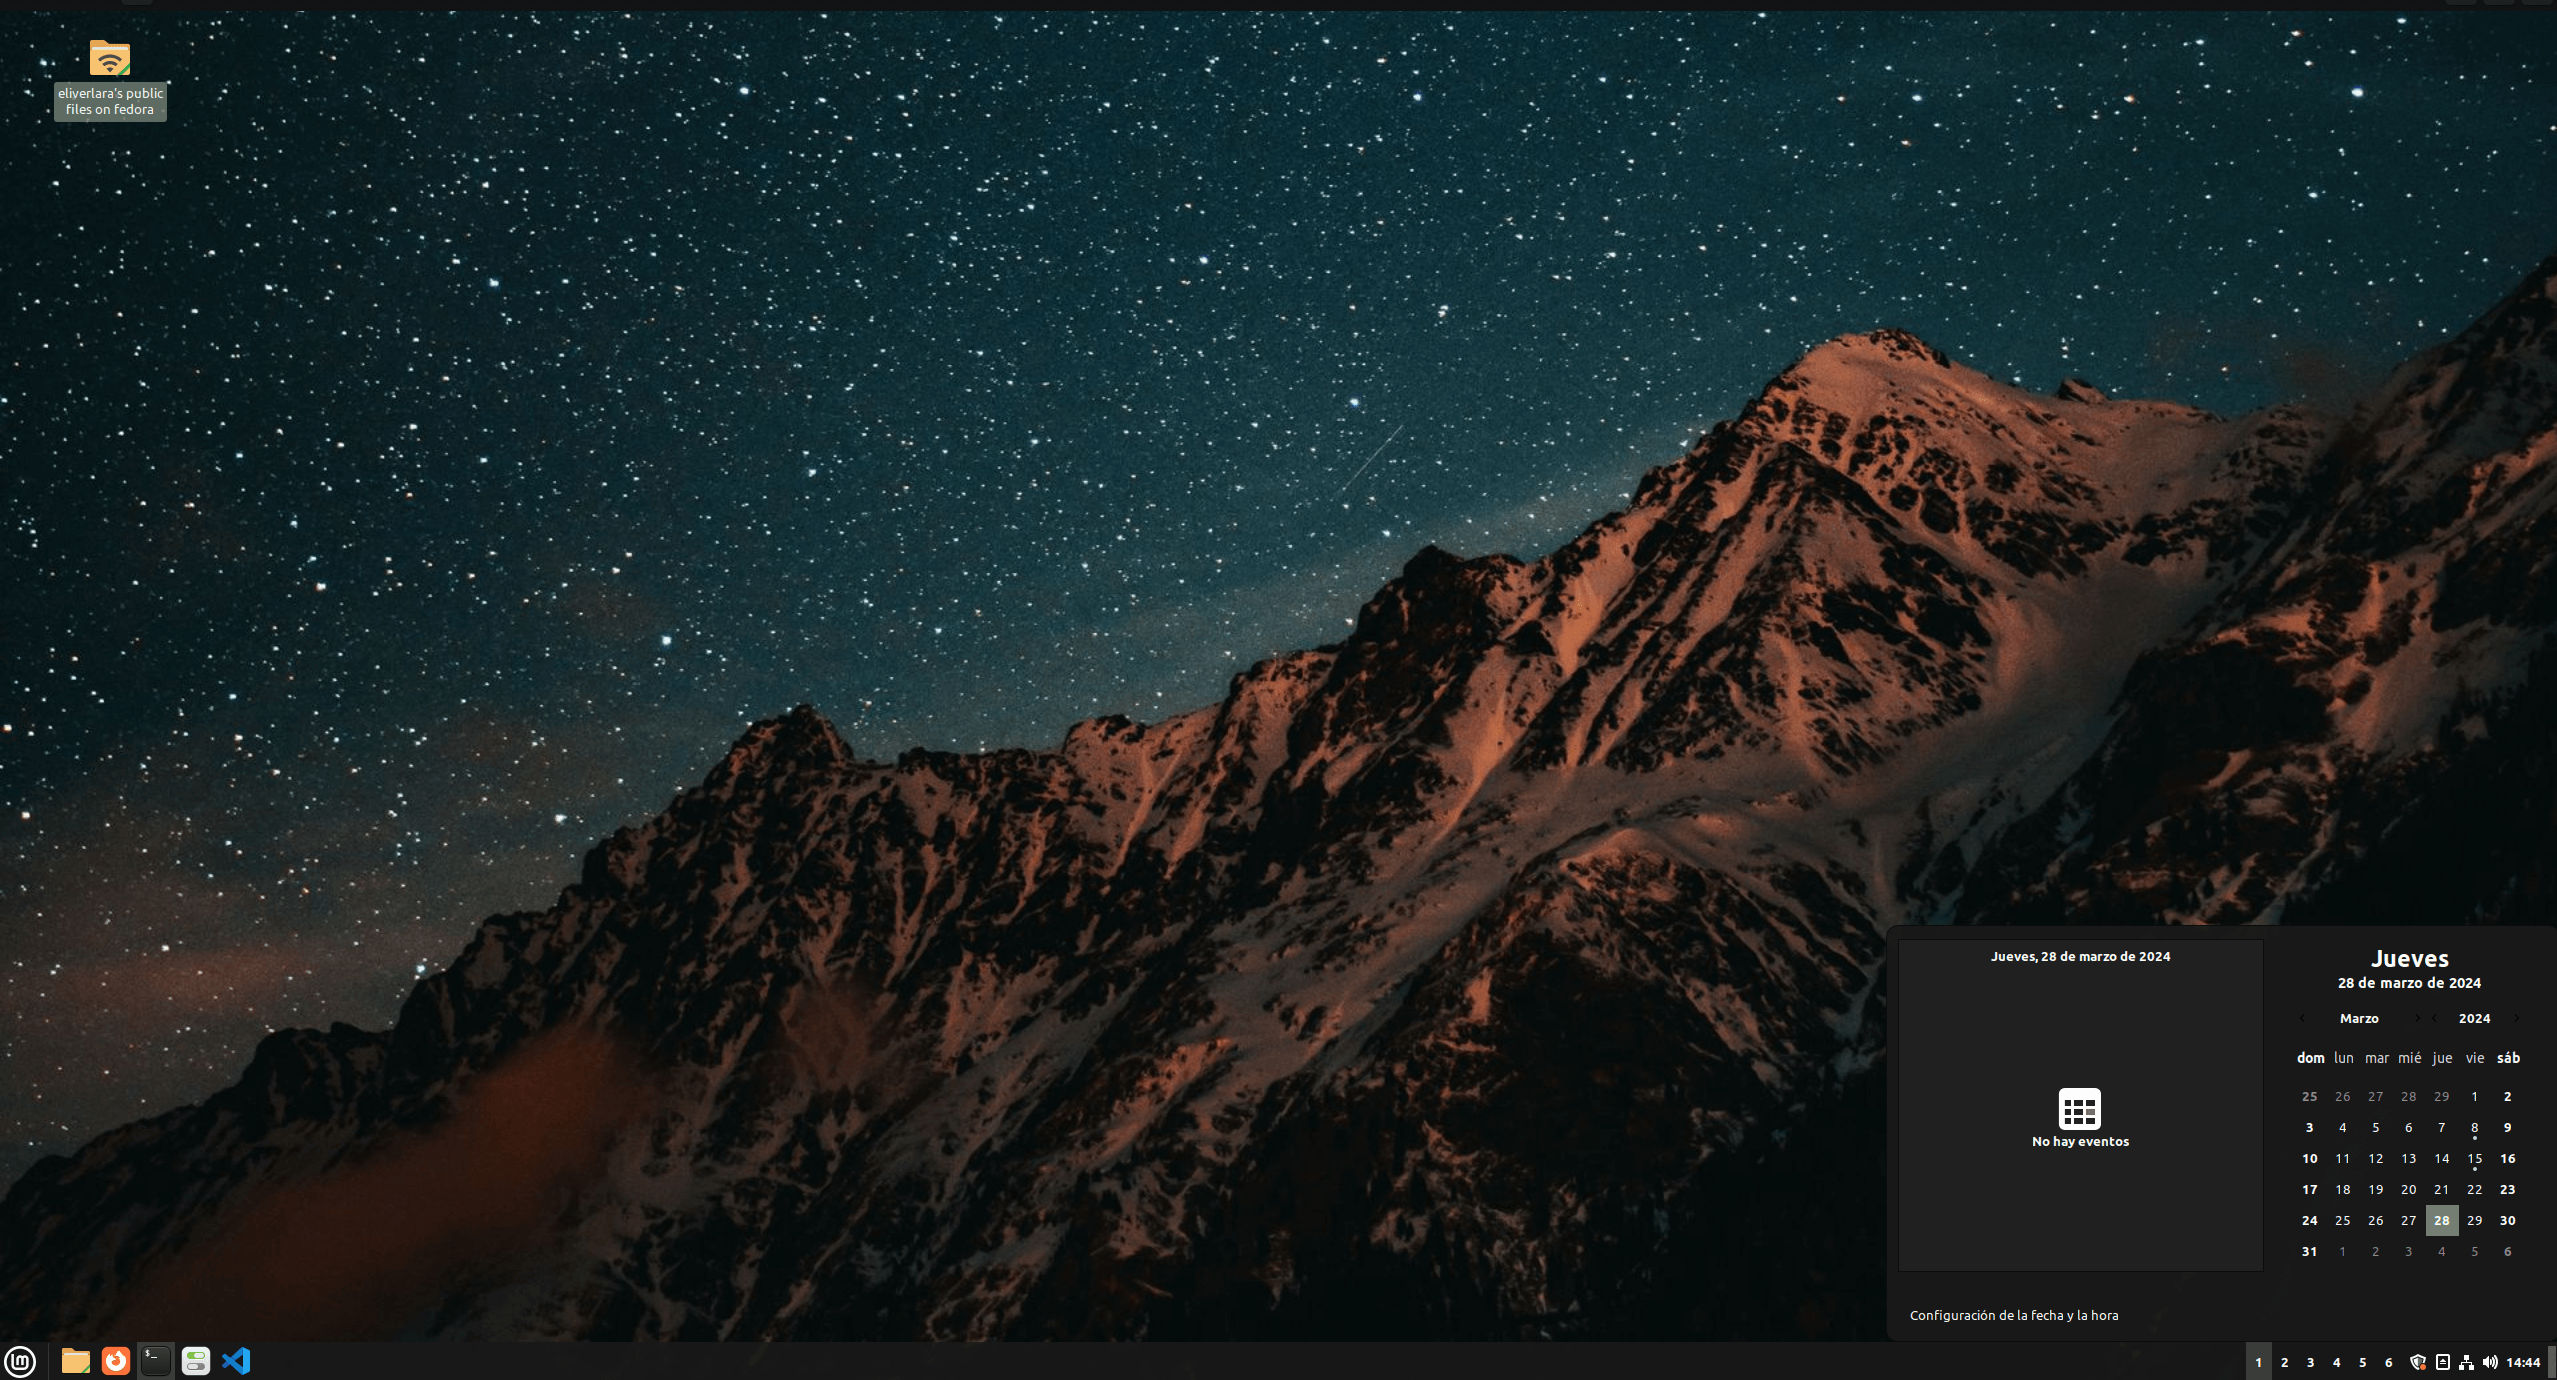 eliverlara's public
files on fedora
Jueves, 28 de marzo de 2024
No hay eventos
Configuración de la fecha y la hora
Jueves
28 de marzo de 2024
Marzo 2024
dom lun mar mié jue vie sáb
25 26 27 28 29 1 2
3 4 5 6 7 8 9
10 11 12 13 14 15 16
17 18 19 20 21 22 23
24 25 26 27 28 29 30
31 1 2 3 4 5 6
$_
1 2 3 4 5 6 14:44